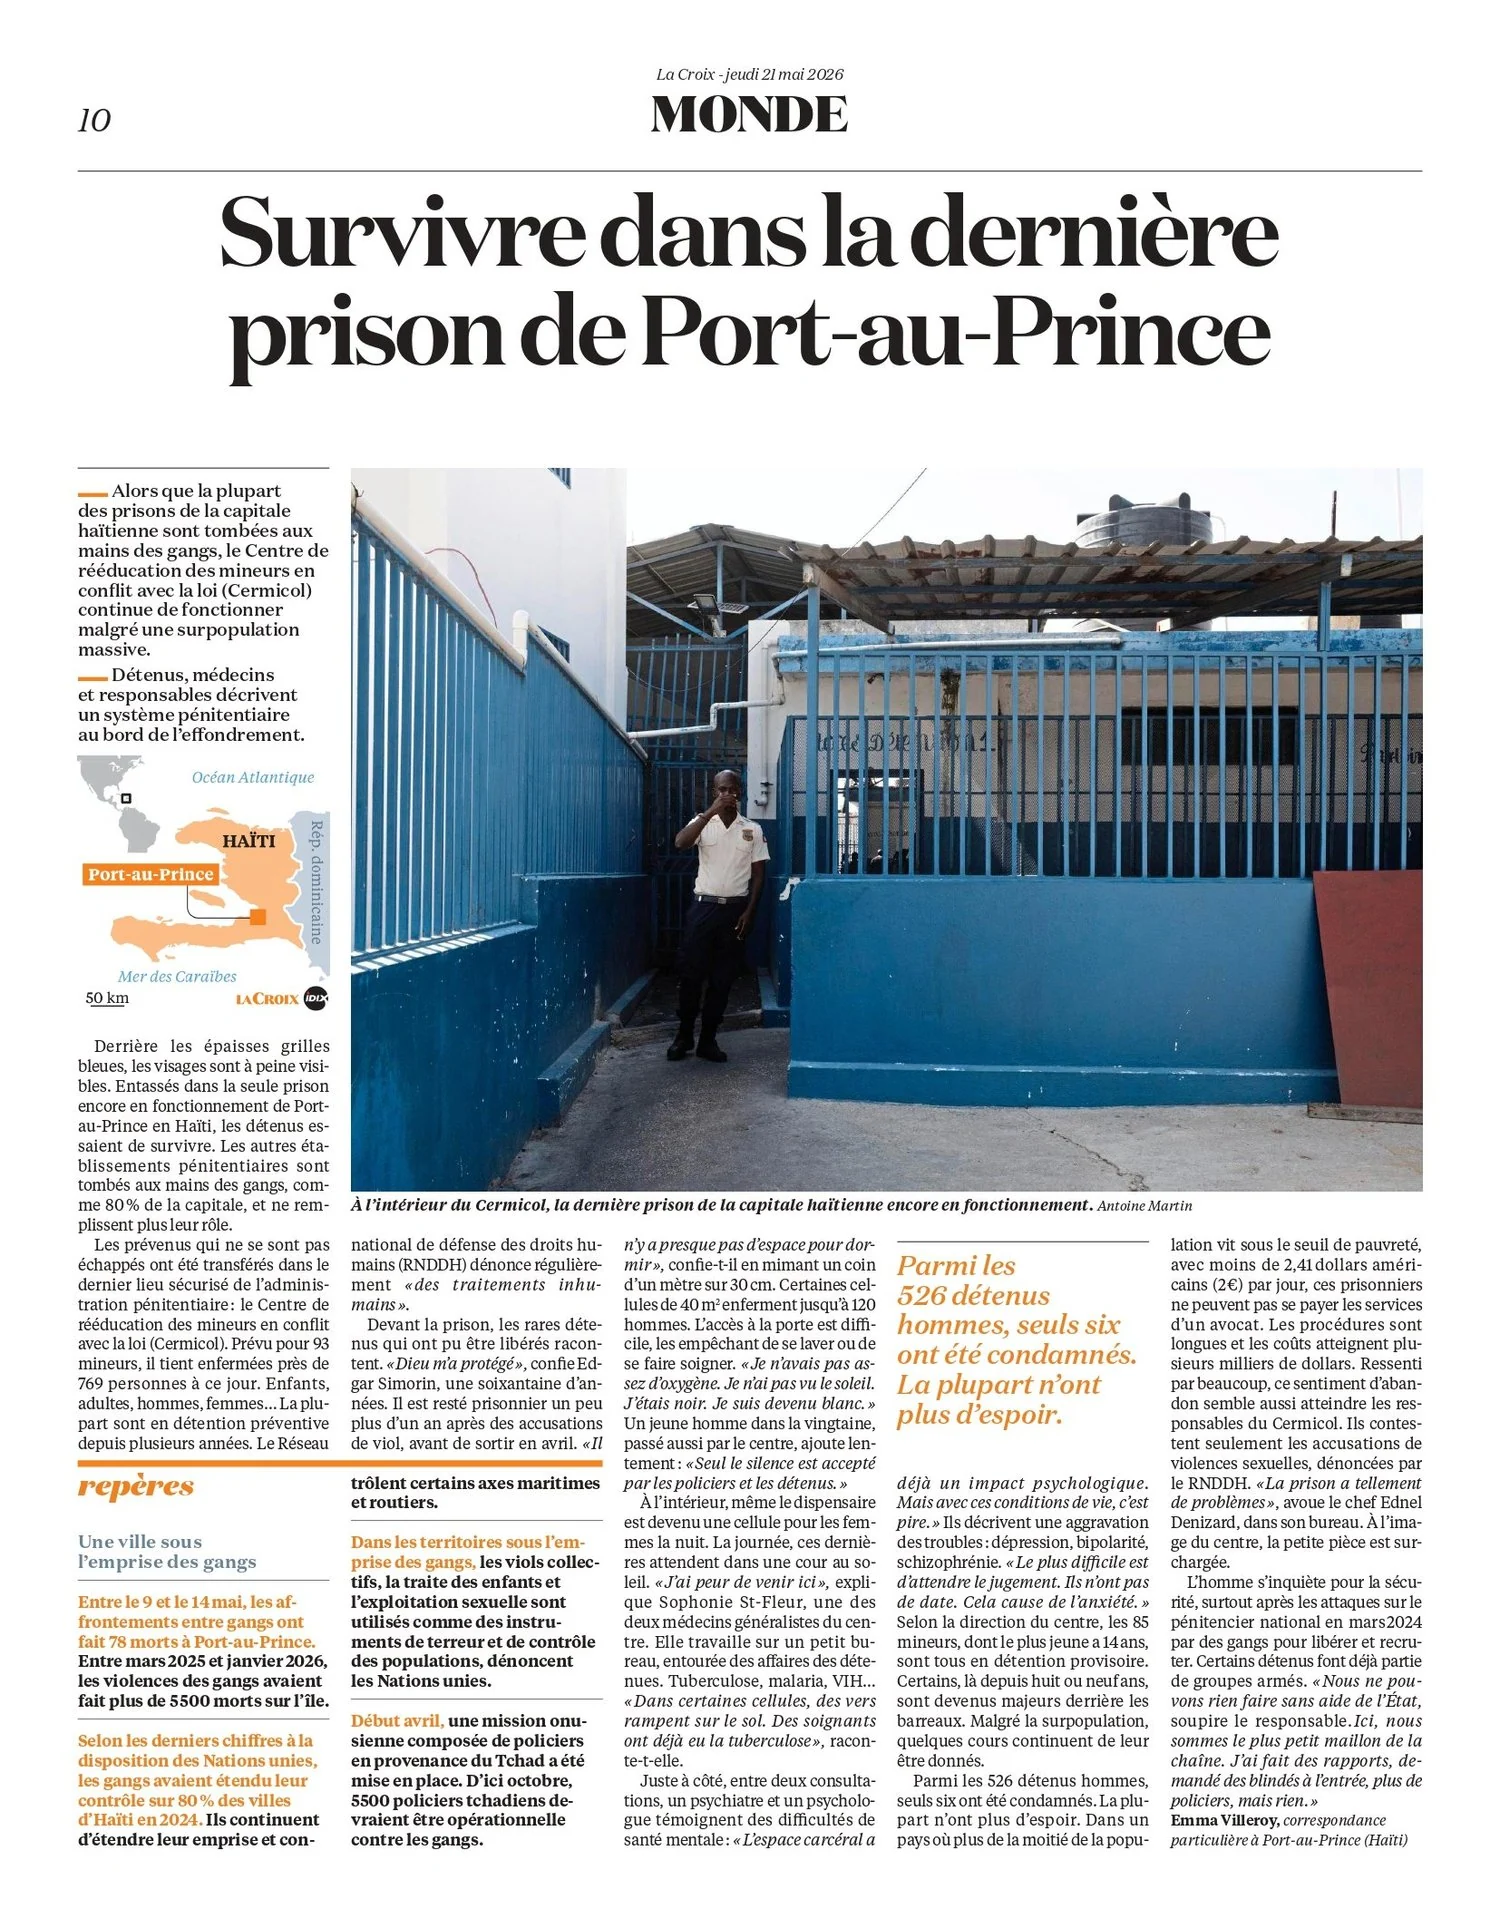 La Croix - jeudi 21 mai 2026
10
MONDE
Survivre dans la dernière
prison de Port-au-Prince
Alors que la plupart
des prisons de la capitale
haïtienne sont tombées aux
mains des gangs, le Centre de
rééducation des mineurs en
conflit avec la loi (Cermicol)
continue de fonctionner
malgré une surpopulation
massive.
Détenus, médecins
et responsables décrivent
un système pénitentiaire
au bord de l'effondrement.
Océan Atlantique
HAÏTI
Rép. dominicaine
Port-au-Prince
Mer des Caraïbes
50 km
LA CROIX
iDiX
À l'intérieur du Cermicol, la dernière prison de la capitale haïtienne encore en fonctionnement. Antoine Martin
Derrière les épaisses grilles
bleues, les visages sont à peine visi-
bles. Entassés dans la seule prison
encore en fonctionnement de Port-
au-Prince en Haïti, les détenus es-
saient de survivre. Les autres éta-
blissements pénitentiaires sont
tombés aux mains des gangs, com-
me 80 % de la capitale, et ne rem-
plissent plus leur rôle.
Les prévenus qui ne se sont pas
échappés ont été transférés dans le
dernier lieu sécurisé de l'adminis-
tration pénitentiaire : le Centre de
rééducation des mineurs en conflit
avec la loi (Cermicol). Prévu pour 93
mineurs, il tient enfermées près de
769 personnes à ce jour. Enfants,
adultes, hommes, femmes… La plu-
part sont en détention préventive
depuis plusieurs années. Le Réseau
national de défense des droits hu-
mains (RNDDH) dénonce régulière-
ment « des traitements inhu-
mains ».
Devant la prison, les rares déte-
nus qui ont pu être libérés racon-
tent. « Dieu m'a protégé », confie Ed-
gar Simorin, une soixantaine d'an-
nées. Il est resté prisonnier un peu
plus d'un an après des accusations
de viol, avant de sortir en avril. « Il
n'y a presque pas d'espace pour dor-
mir », confie-t-il en mimant un coin
d'un mètre sur 30 cm. Certaines cel-
lules de 40 m² enferment jusqu'à 120
hommes. L'accès à la porte est diffi-
cile, les empêchant de se laver ou de
se faire soigner. « Je n'avais pas as-
sez d'oxygène. Je n'ai pas vu le soleil.
J'étais noir. Je suis devenu blanc. »
Un jeune homme dans la vingtaine,
passé aussi par le centre, ajoute len-
tement : « Seul le silence est accepté
par les policiers et les détenus. »
À l'intérieur, même le dispensaire
est devenu une cellule pour les fem-
mes la nuit. La journée, ces derniè-
res attendent dans une cour au so-
leil. « J'ai peur de venir ici », expli-
que Sophonie St-Fleur, une des
deux médecins généralistes du cen-
tre. Elle travaille sur un petit bu-
reau, entourée des affaires des déte-
nues. Tuberculose, malaria, VIH…
« Dans certaines cellules, des vers
rampent sur le sol. Des soignants
ont déjà eu la tuberculose », racon-
te-t-elle.
Juste à côté, entre deux consulta-
tions, un psychiatre et un psycholo-
gue témoignent des difficultés de
santé mentale : « L'espace carcéral a
Parmi les
526 détenus
hommes, seuls six
ont été condamnés.
La plupart n'ont
plus d'espoir.
déjà un impact psychologique.
Mais avec ces conditions de vie, c'est
pire. » Ils décrivent une aggravation
des troubles : dépression, bipolarité,
schizophrénie. « Le plus difficile est
d'attendre le jugement. Ils n'ont pas
de date. Cela cause de l'anxiété. »
Selon la direction du centre, les 85
mineurs, dont le plus jeune a 14 ans,
sont tous en détention provisoire.
Certains, là depuis huit ou neuf ans,
sont devenus majeurs derrière les
barreaux. Malgré la surpopulation,
quelques cours continuent de leur
être donnés.
Parmi les 526 détenus hommes,
seuls six ont été condamnés. La plu-
part n'ont plus d'espoir. Dans un
pays où plus de la moitié de la popu-
lation vit sous le seuil de pauvreté,
avec moins de 2,41 dollars améri-
cains (2 €) par jour, ces prisonniers
ne peuvent pas se payer les services
d'un avocat. Les procédures sont
longues et les coûts atteignent plu-
sieurs milliers de dollars. Ressenti
par beaucoup, ce sentiment d'aban-
don semble aussi atteindre les res-
ponsables du Cermicol. Ils contes-
tent seulement les accusations de
violences sexuelles, dénoncées par
le RNDDH. « La prison a tellement
de problèmes », avoue le chef Ednel
Denizard, dans son bureau. À l'ima-
ge du centre, la petite pièce est sur-
chargée.
L'homme s'inquiète pour la sécu-
rité, surtout après les attaques sur le
pénitencier national en mars 2024
par des gangs pour libérer et recru-
ter. Certains détenus font déjà partie
de groupes armés. « Nous ne pou-
vons rien faire sans aide de l'État,
soupire le responsable. Ici, nous
sommes le plus petit maillon de la
chaîne. J'ai fait des rapports, de-
mandé des blindés à l'entrée, plus de
policiers, mais rien. »
Emma Villeroy, correspondance
particulière à Port-au-Prince (Haïti)
repères
Une ville sous
l'emprise des gangs
Entre le 9 et le 14 mai, les af-
frontements entre gangs ont
fait 78 morts à Port-au-Prince.
Entre mars 2025 et janvier 2026,
les violences des gangs avaient
fait plus de 5500 morts sur l'île.
Selon les derniers chiffres à la
disposition des Nations unies,
les gangs avaient étendu leur
contrôle sur 80 % des villes
d'Haïti en 2024. Ils continuent
d'étendre leur emprise et con-
trôlent certains axes maritimes
et routiers.
Dans les territoires sous l'em-
prise des gangs, les viols collec-
tifs, la traite des enfants et
l'exploitation sexuelle sont
utilisés comme des instru-
ments de terreur et de contrôle
des populations, dénoncent
les Nations unies.
Début avril, une mission onu-
sienne composée de policiers
en provenance du Tchad a été
mise en place. D'ici octobre,
5500 policiers tchadiens de-
vraient être opérationnelle
contre les gangs.